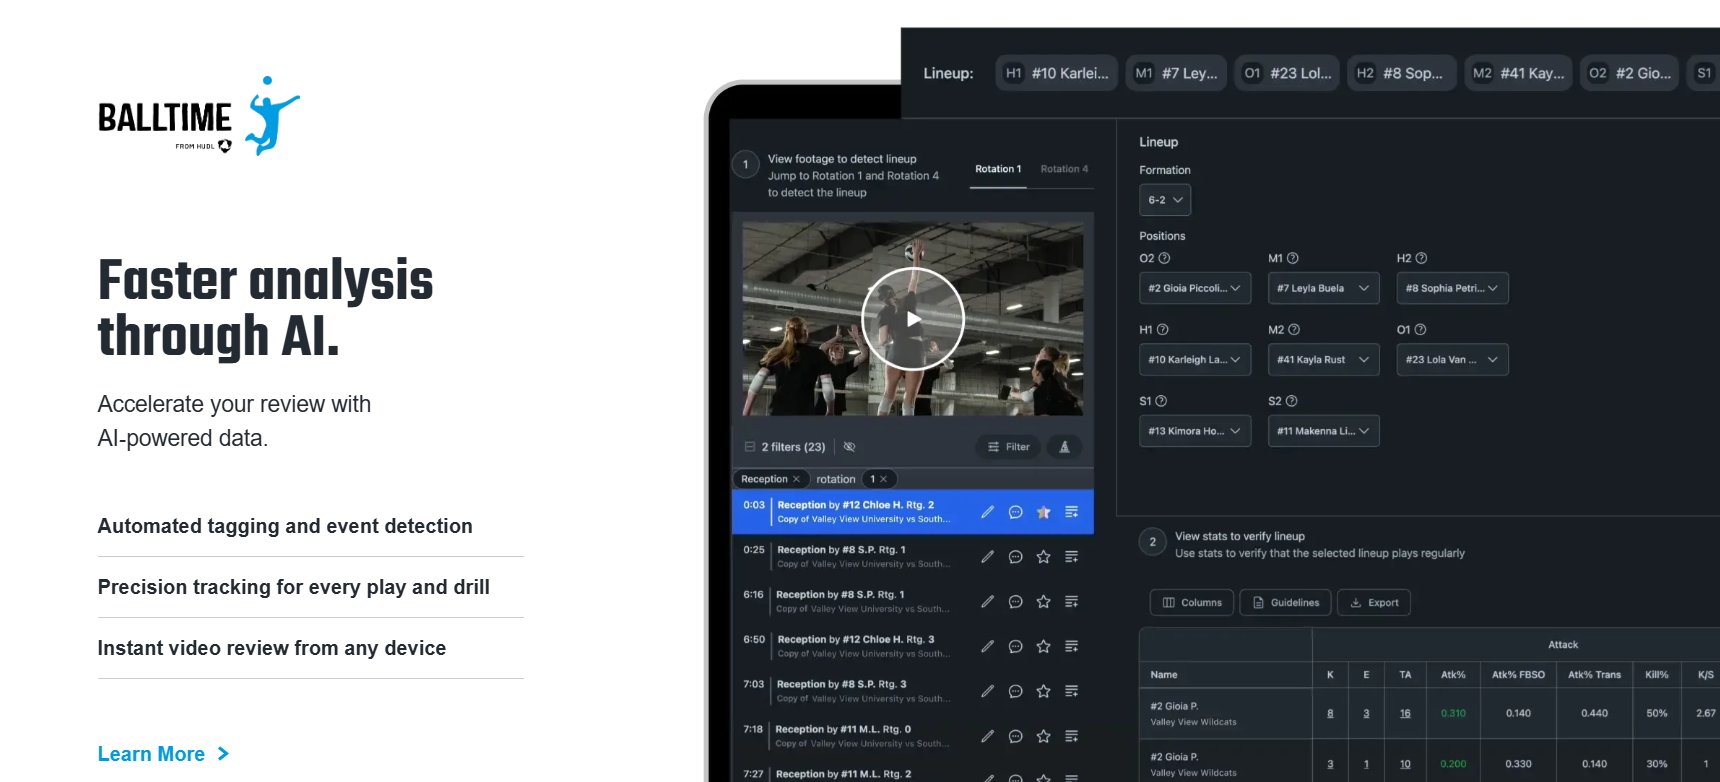 BALLTIME
FROM HUDL
Faster analysis
through AI.
Accelerate your review with
AI-powered data.
Automated tagging and event detection
Precision tracking for every play and drill
Instant video review from any device
Learn More
Lineup: H1 #10 Karlei... M1 #7 Ley... O1 #23 Lol... H2 #8 Sop... M2 #41 Kay... O2 #2 Gio... S1
1
View footage to detect lineup
Jump to Rotation 1 and Rotation 4
to detect the lineup
Rotation 1 Rotation 4
2 filters (23) Filter
Reception rotation 1
0:03 Reception by #12 Chloe H. Rtg. 2
Copy of Valley View University vs South...
0:25 Reception by #8 S.P. Rtg. 1
Copy of Valley View University vs South...
6:16 Reception by #8 S.P. Rtg. 1
Copy of Valley View University vs South...
6:50 Reception by #12 Chloe H. Rtg. 3
Copy of Valley View University vs South...
7:03 Reception by #8 S.P. Rtg. 3
Copy of Valley View University vs South...
7:18 Reception by #11 M.L. Rtg. 0
Copy of Valley View University vs South...
7:27 Reception by #11 M.L. Rtg. 2
Lineup
Formation
6-2
Positions
O2 M1 H2
#2 Gioia Piccoli... #7 Leyla Buela #8 Sophia Petri...
H1 M2 O1
#10 Karleigh La... #41 Kayla Rust #23 Lola Van ...
S1 S2
#13 Kimora Ho... #11 Makenna Li...
2
View stats to verify lineup
Use stats to verify that the selected lineup plays regularly
Columns Guidelines Export
Attack
Name K E TA Atk% Atk% FBSO Atk% Trans Kill% K/S
#2 Gioia P.
Valley View Wildcats
8 3 16 0.310 0.140 0.440 50% 2.67
#2 Gioia P.
Valley View Wildcats
3 1 10 0.200 0.330 0.140 30% 1